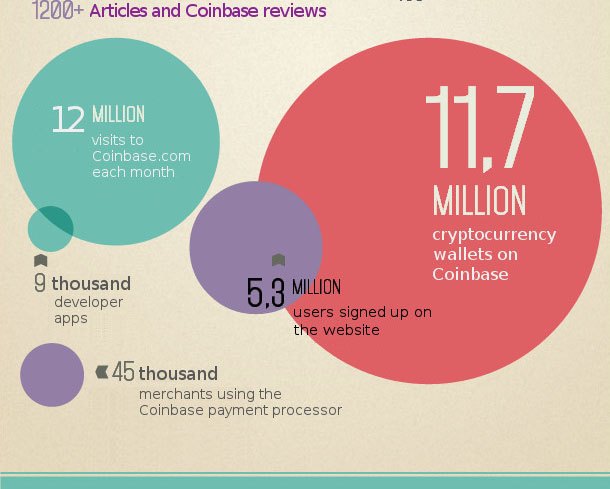 1200+ Articles and Coinbase reviews
12 MILLION
visits to
Coinbase.com
each month
11,7
MILLION
cryptocurrency
wallets on
Coinbase
9 thousand
developer
apps
5,3 MILLION
users signed up on
the website
45 thousand
merchants using the
Coinbase payment processor